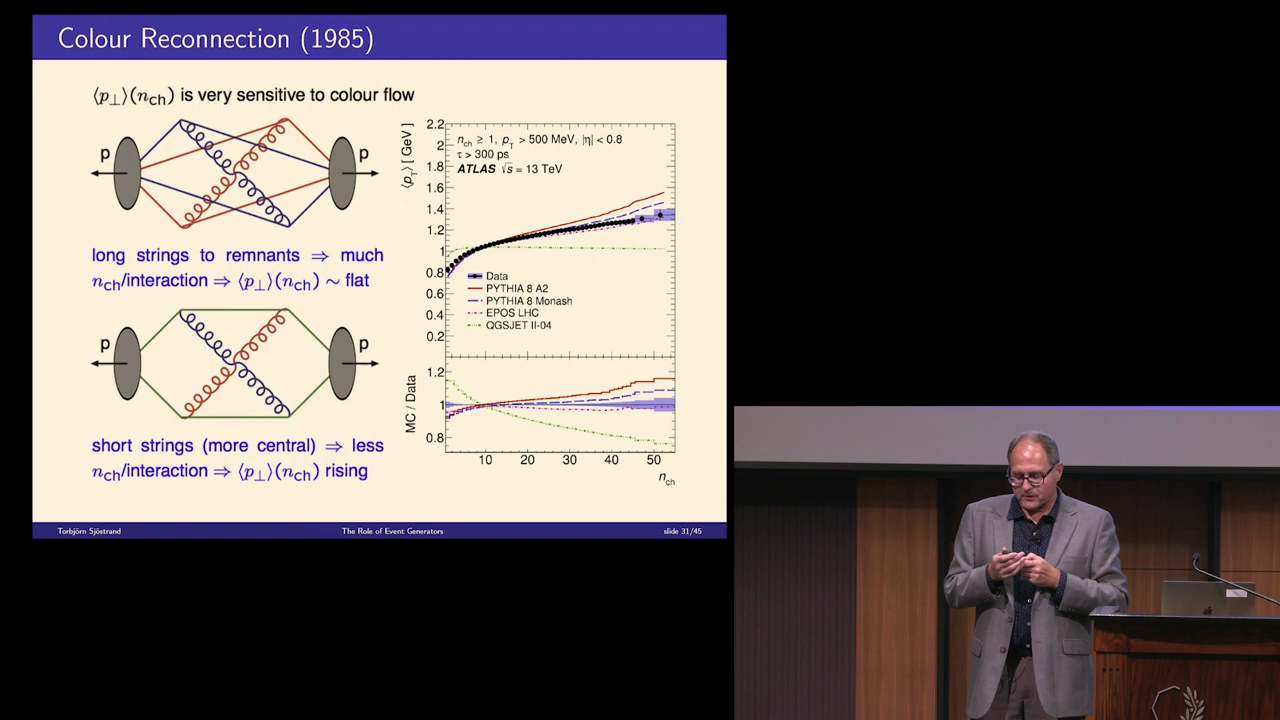 Colour Reconnection (1985)
⟨p⊥⟩(nch) is very sensitive to colour flow
p
p
long strings to remnants ⇒ much
nch/interaction ⇒ ⟨p⊥⟩(nch) ∼ flat
p
p
short strings (more central) ⇒ less
nch/interaction ⇒ ⟨p⊥⟩(nch) rising
⟨pT⟩ [ GeV ]
2.2
2
1.8
1.6
1.4
1.2
1
0.8
0.6
0.4
0.2
nch ≥ 1, pT > 500 MeV, |η| < 0.8
τ > 300 ps
ATLAS √s = 13 TeV
Data
PYTHIA 8 A2
PYTHIA 8 Monash
EPOS LHC
QGSJET II-04
MC / Data
1.2
1
0.8
10 20 30 40 50
nch
Torbjörn Sjöstrand The Role of Event Generators slide 31/45